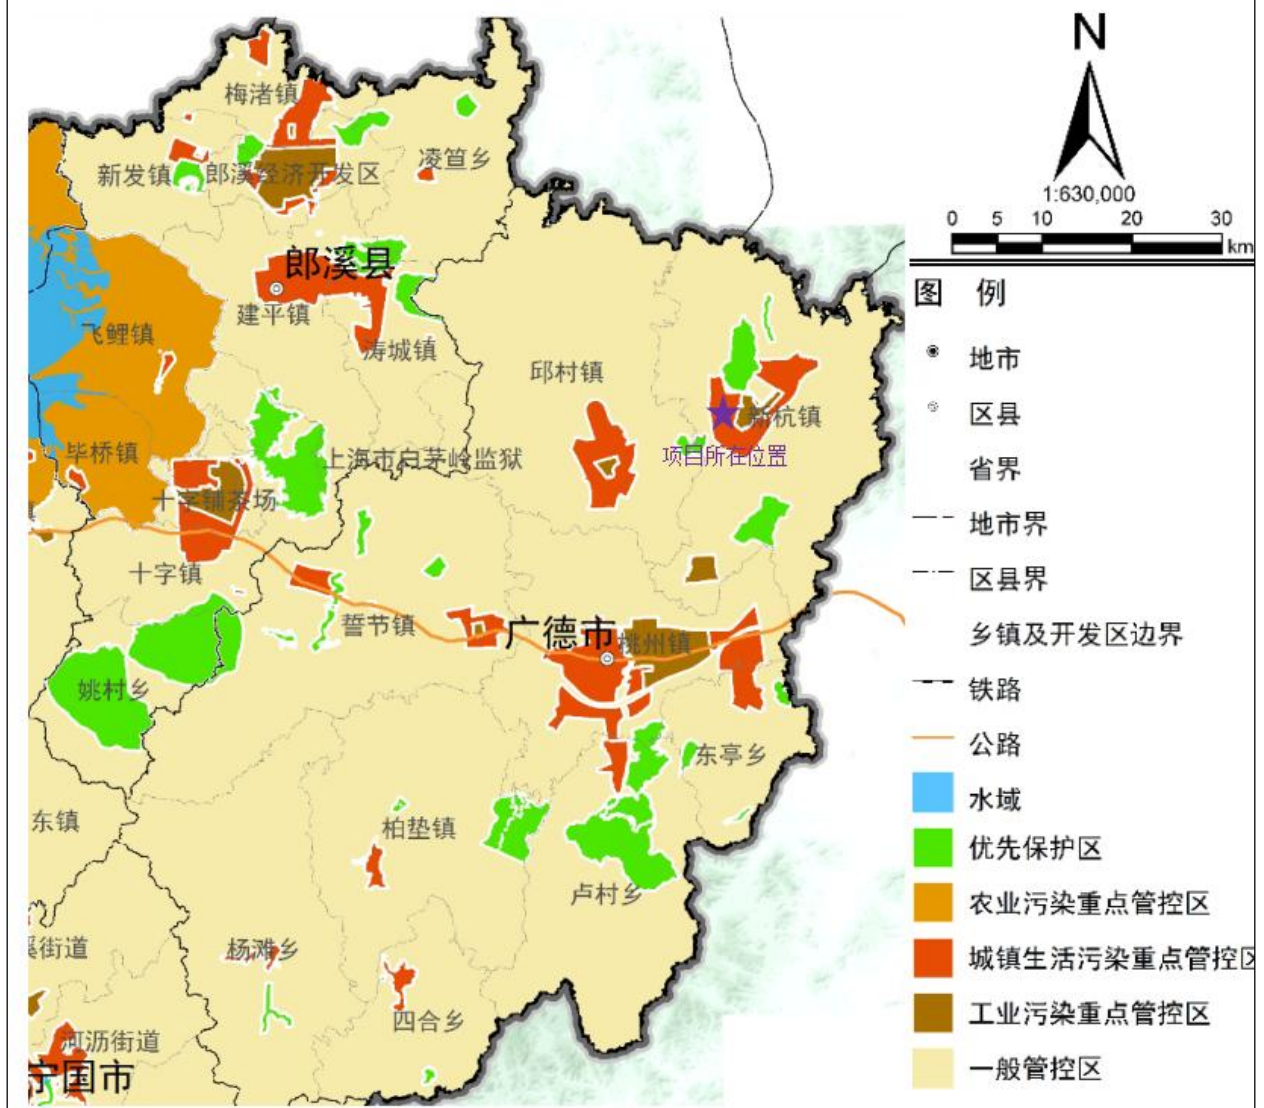 N
1:630,000
0 5 10 20 30
km
图 例
地市
区县
省界
地市界
区县界
乡镇及开发区边界
铁路
公路
水域
优先保护区
农业污染重点管控区
城镇生活污染重点管控区
工业污染重点管控区
一般管控区
梅渚镇
新发镇
郎溪经济开发区
凌笪乡
郎溪县
建平镇
飞鲤镇
涛城镇
邱村镇
新杭镇
项目所在位置
毕桥镇
上海市白茅岭监狱
十字铺茶场
十字镇
誓节镇
广德市
桃州镇
姚村乡
东亭乡
东镇
柏垫镇
卢村乡
溪街道
杨滩乡
四合乡
河沥街道
宁国市